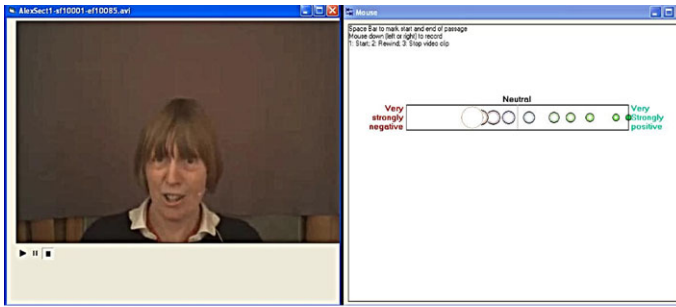 AlexSect1-sf10001-ef10085.avi
Mouse
Space Bar to mark start and end of passage
Mouse down (left or right) to record
1: Start; 2: Rewind; 3: Stop video clip
Neutral
Very
strongly
negative
Very
Strongly
positive